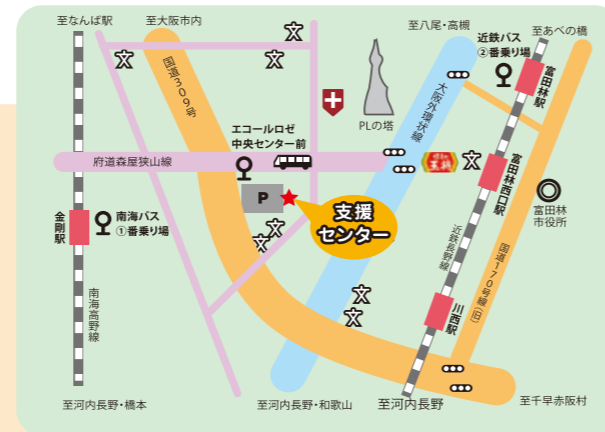 至なんば駅
至大阪市内
至八尾・高槻
近鉄バス
②番乗り場
至あべの橋
国道309号
富田林駅
大阪外環状線
PLの塔
エコールロゼ
中央センター前
府道森屋狭山線
富田林西口駅
P
支援
センター
富田林
市役所
金剛駅
南海バス
①番乗り場
近鉄長野線
国道170号線(旧)
南海高野線
川西駅
至河内長野・橋本
至河内長野・和歌山
至河内長野
至千早赤阪村
文
文
文
文
文
文
文